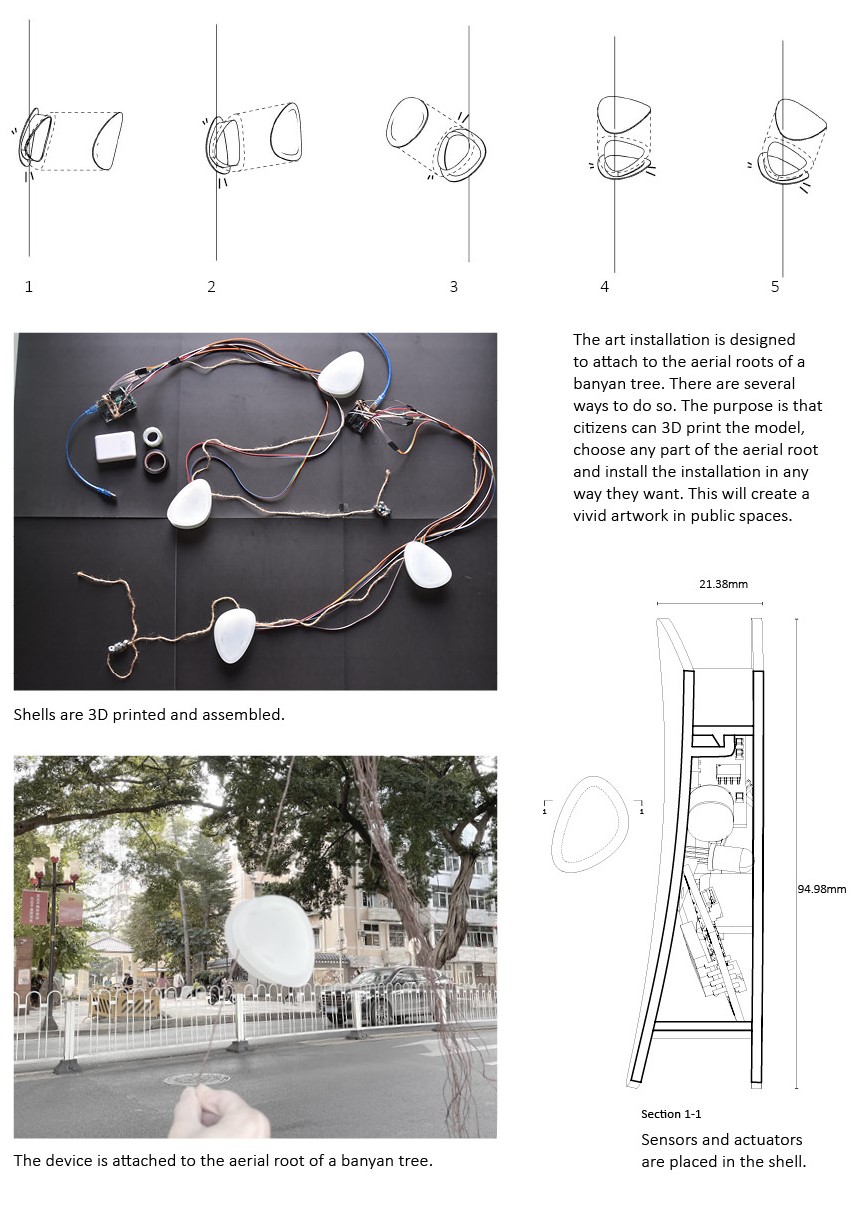 1
2
3
4
5
The art installation is designed
to attach to the aerial roots of a
banyan tree. There are several
ways to do so. The purpose is that
citizens can 3D print the model,
choose any part of the aerial root
and install the installation in any
way they want. This will create a
vivid artwork in public spaces.
Shells are 3D printed and assembled.
21.38mm
1
1
94.98mm
Section 1-1
Sensors and actuators
are placed in the shell.
The device is attached to the aerial root of a banyan tree.